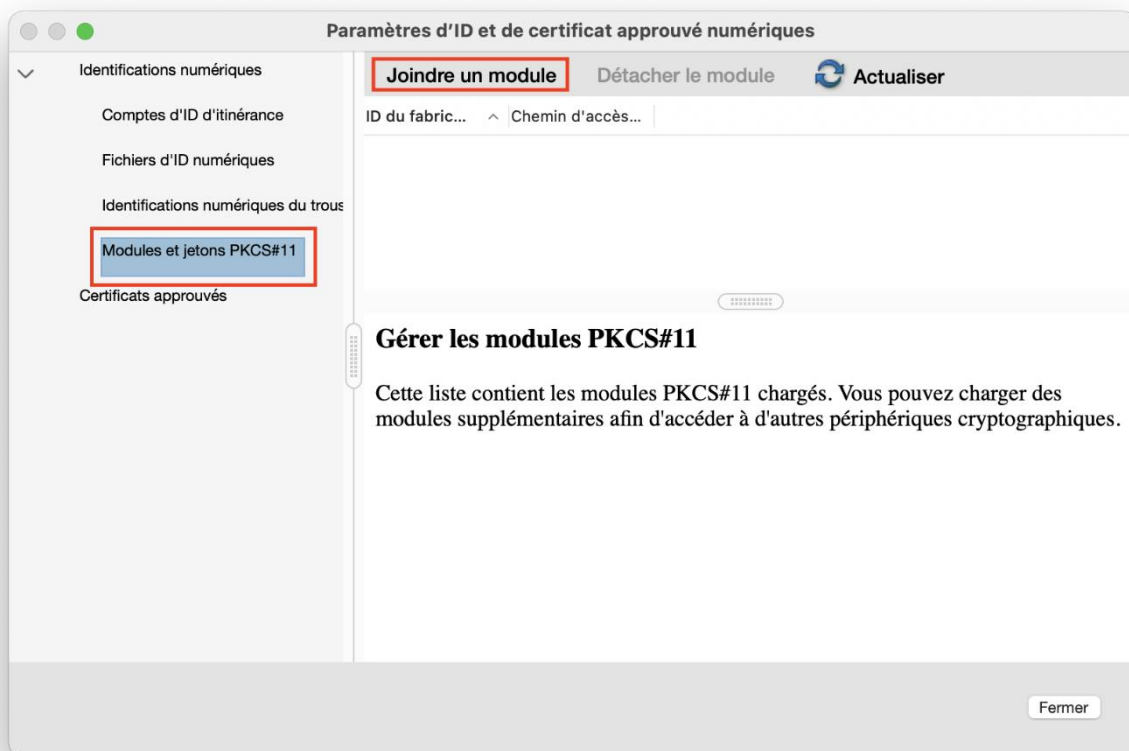 Paramètres d’ID et de certificat approuvé numériques
Identifications numériques
Comptes d'ID d'itinérance
Fichiers d'ID numériques
Identifications numériques du trous
Modules et jetons PKCS#11
Certificats approuvés
Joindre un module Détacher le module Actualiser
ID du fabric... Chemin d'accès...
Gérer les modules PKCS#11
Cette liste contient les modules PKCS#11 chargés. Vous pouvez charger des
modules supplémentaires afin d'accéder à d'autres périphériques cryptographiques.
Fermer